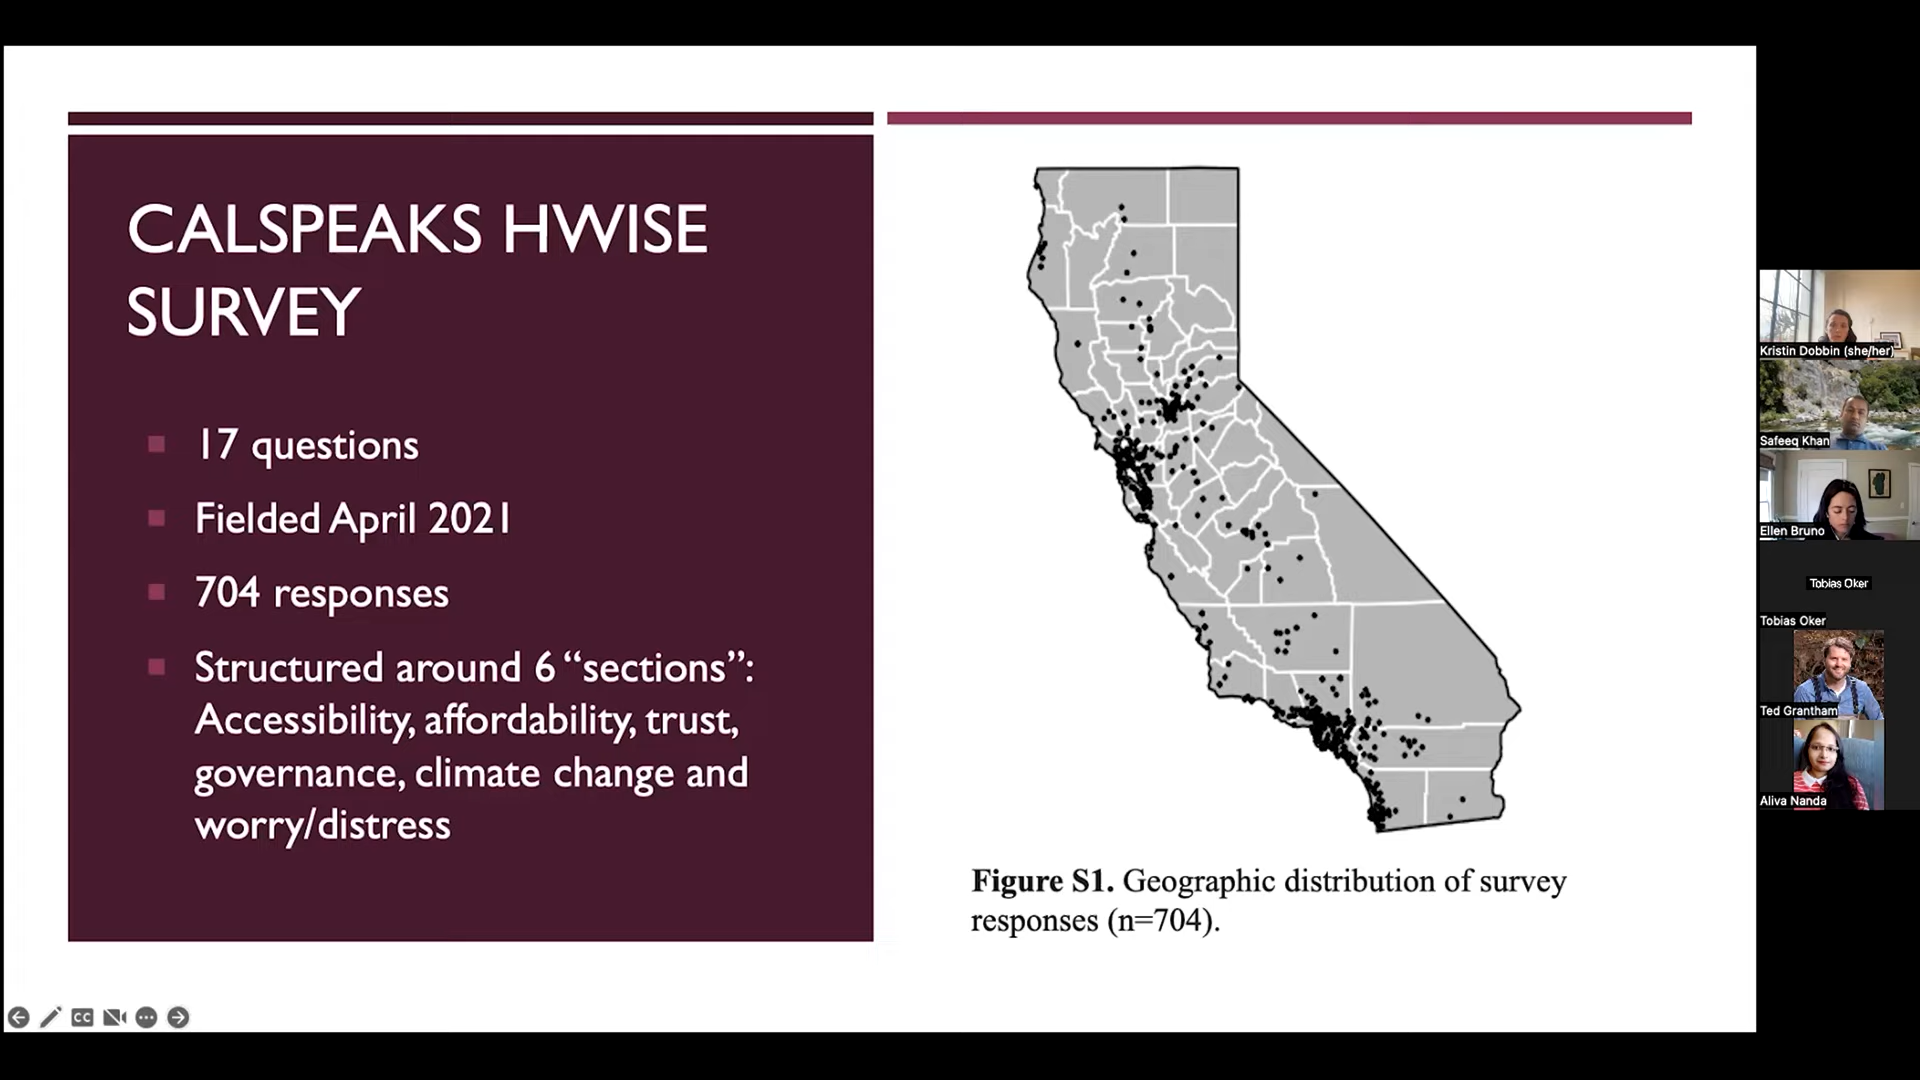 CALSPEAKS HWISE
SURVEY
17 questions
Fielded April 2021
704 responses
Structured around 6 “sections”:
Accessibility, affordability, trust,
governance, climate change and
worry/distress
Figure S1. Geographic distribution of survey
responses (n=704).
CC
Kristin Dobbin (she/her)
Safeeq Khan
Ellen Bruno
Tobias Oker
Tobias Oker
Ted Grantham
Aliva Nanda